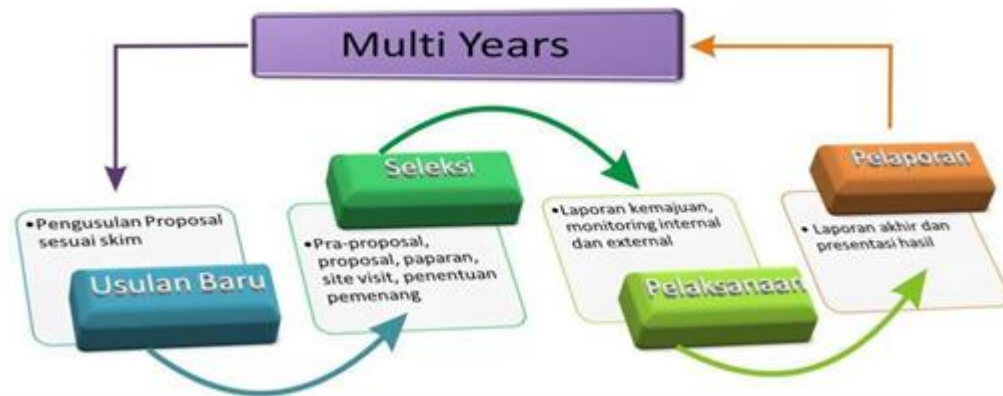 Multi Years
•Pengusulan Proposal
sesuai skim
Usulan Baru
Seleksi
•Pra-proposal,
proposal, paparan,
site visit, penentuan
pemenang
•Laporan kemajuan,
monitoring internal
dan external
Pelaksanaan
Pelaporan
• Laporan akhir dan
presentasi hasil